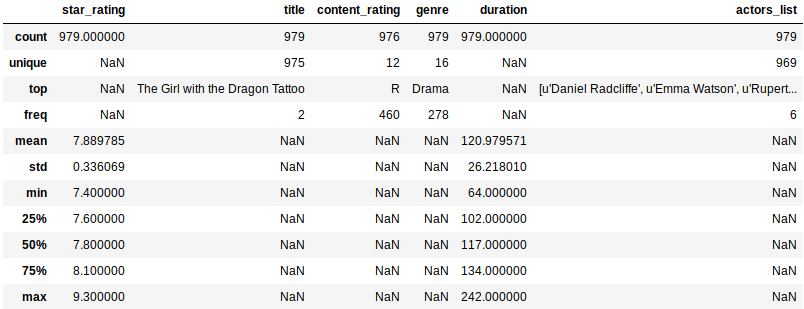 star_rating title content_rating genre duration actors_list
count 979.000000 979 976 979 979.000000 979
unique NaN 975 12 16 NaN 969
top NaN The Girl with the Dragon Tattoo R Drama NaN [u'Daniel Radcliffe', u'Emma Watson', u'Rupert...
freq NaN 2 460 278 NaN 6
mean 7.889785 NaN NaN NaN 120.979571 NaN
std 0.336069 NaN NaN NaN 26.218010 NaN
min 7.400000 NaN NaN NaN 64.000000 NaN
25% 7.600000 NaN NaN NaN 102.000000 NaN
50% 7.800000 NaN NaN NaN 117.000000 NaN
75% 8.100000 NaN NaN NaN 134.000000 NaN
max 9.300000 NaN NaN NaN 242.000000 NaN